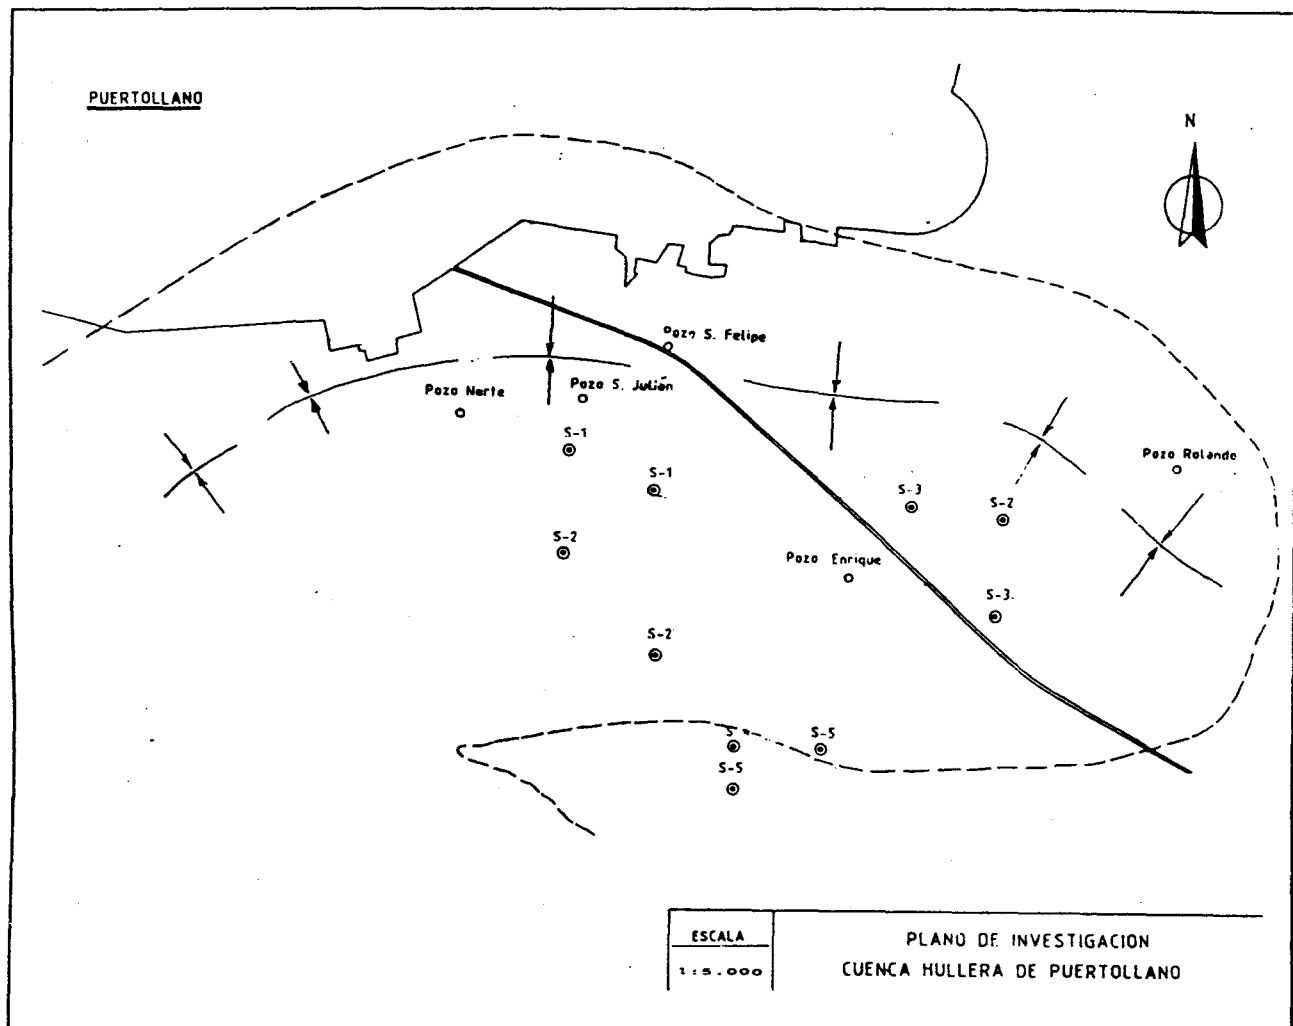 PUERTOLLANO
N
Pozo S. Felipe
Pozo Norte
Pozo S. Julián
S-1
S-1
Pozo Rolando
S-3
S-2
S-2
Pozo Enrique
S-3.
S-2
S
S-5
S-5
ESCALA
1:5.000
PLANO DE INVESTIGACION
CUENCA HULLERA DE PUERTOLLANO